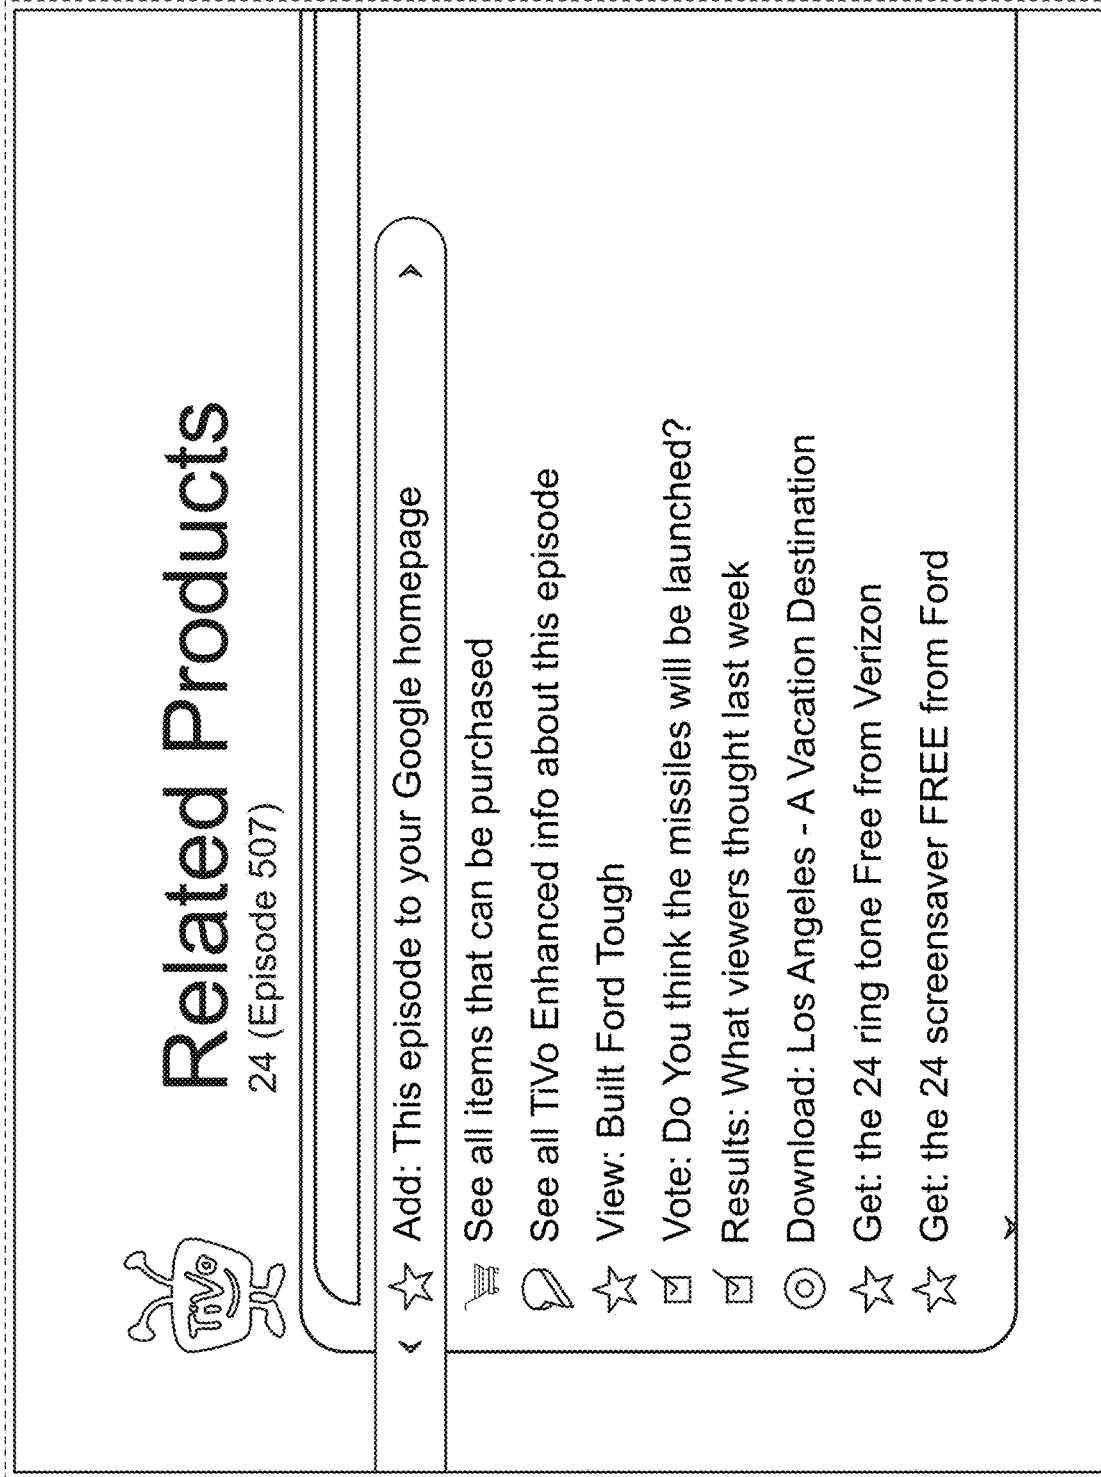 TiVo
Related Products
24 (Episode 507)
Add: This episode to your Google homepage
See all items that can be purchased
See all TiVo Enhanced info about this episode
View: Built Ford Tough
Vote: Do You think the missiles will be launched?
Results: What viewers thought last week
Download: Los Angeles - A Vacation Destination
Get: the 24 ring tone Free from Verizon
Get: the 24 screensaver FREE from Ford